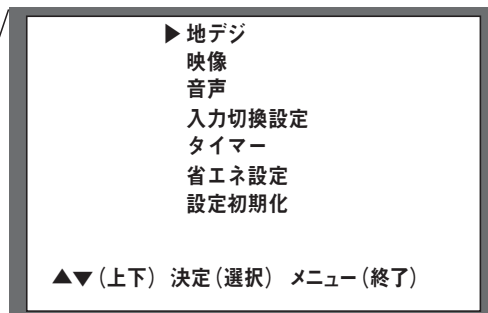 ▶ 地デジ
映像
音声
入力切換設定
タイマー
省エネ設定
設定初期化
▲▼(上下) 決定(選択) メニュー(終了)